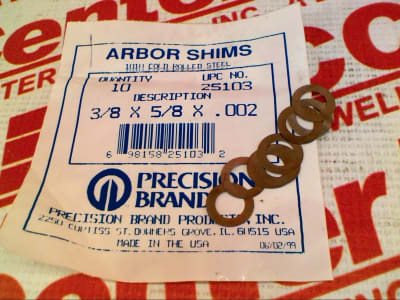 ARBOR SHIMS
1010 COLD ROLLED STEEL
QUANTITY UPC NO.
10 25103
DESCRIPTION
3/8 X 5/8 X .002
6 98158 25103 2
PRECISION
BRAND
PRECISION BRAND PRODUCTS, INC.
2250 CURTISS ST. DOWNERS GROVE, IL. 60515 USA
MADE IN THE USA 06/02/99